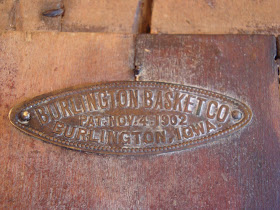 BURLINGTON BASKET CO.
PAT. NOV. 4. 1902
BURLINGTON IOWA